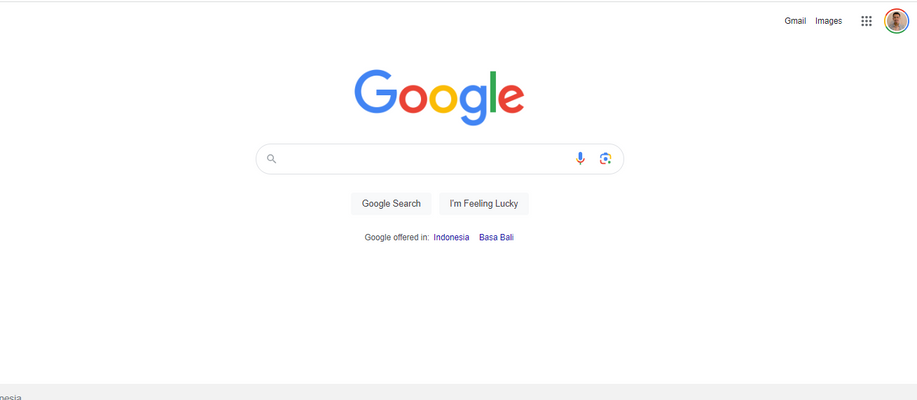 Gmail Images
Google
Google Search I'm Feeling Lucky
Google offered in: Indonesia Basa Bali